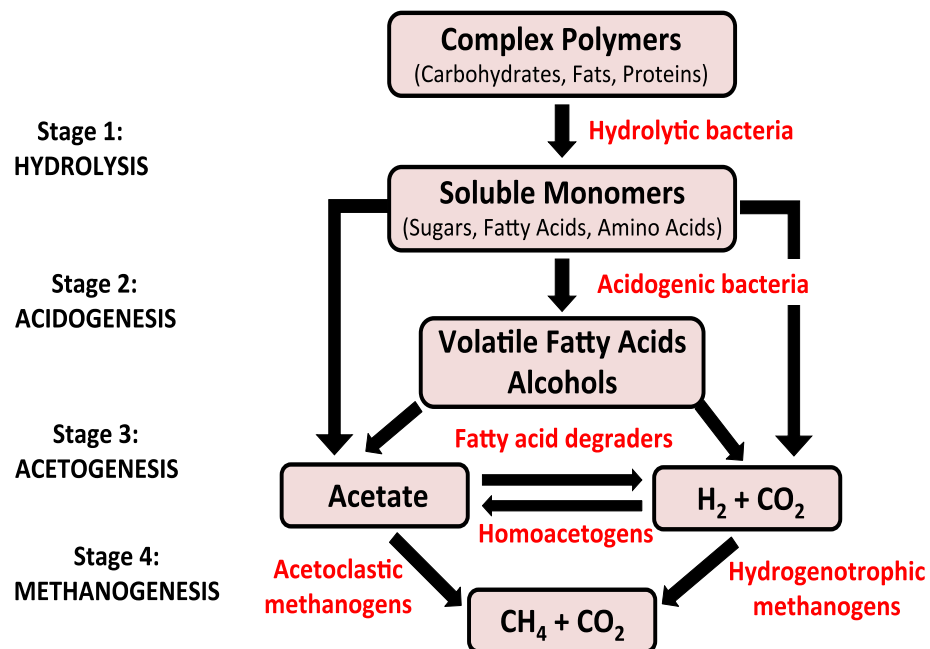 Complex Polymers
(Carbohydrates, Fats, Proteins)
Stage 1:
HYDROLYSIS
Hydrolytic bacteria
Soluble Monomers
(Sugars, Fatty Acids, Amino Acids)
Stage 2:
ACIDOGENESIS
Acidogenic bacteria
Volatile Fatty Acids
Alcohols
Stage 3:
ACETOGENESIS
Fatty acid degraders
Acetate
H₂ + CO₂
Homoacetogens
Stage 4:
METHANOGENESIS
Acetoclastic
methanogens
Hydrogenotrophic
methanogens
CH₄ + CO₂